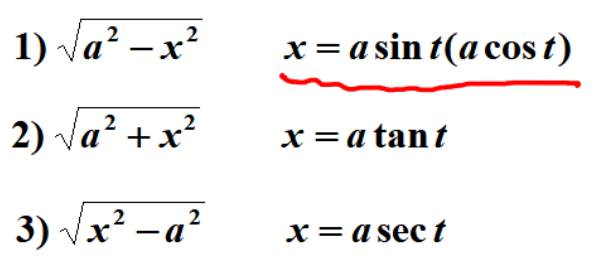 1) √(a² − x²) x = a sin t(a cos t)
2) √(a² + x²) x = a tan t
3) √(x² − a²) x = a sec t